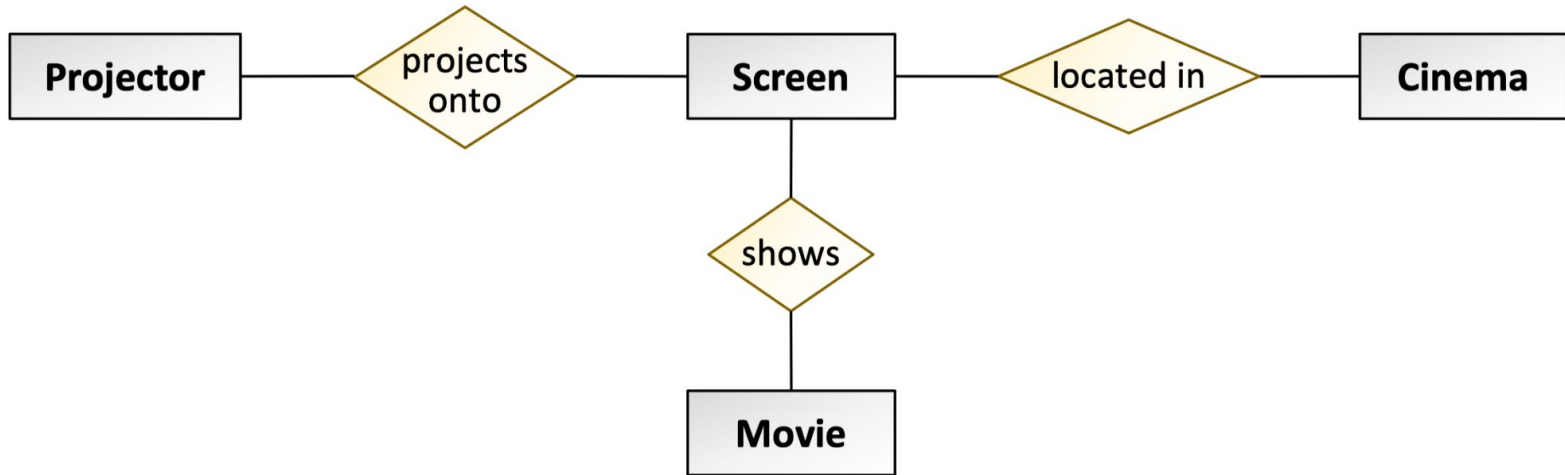 Projector
projects
onto
Screen
located in
Cinema
shows
Movie